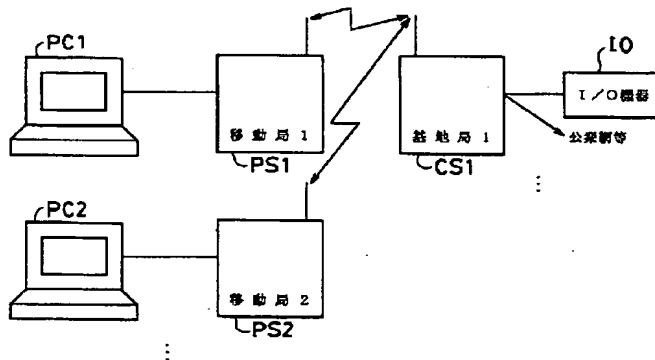 PC1
移動局 1
PS1
基地局 1
CS1
IO
I/O機器
公衆網等
PC2
移動局 2
PS2